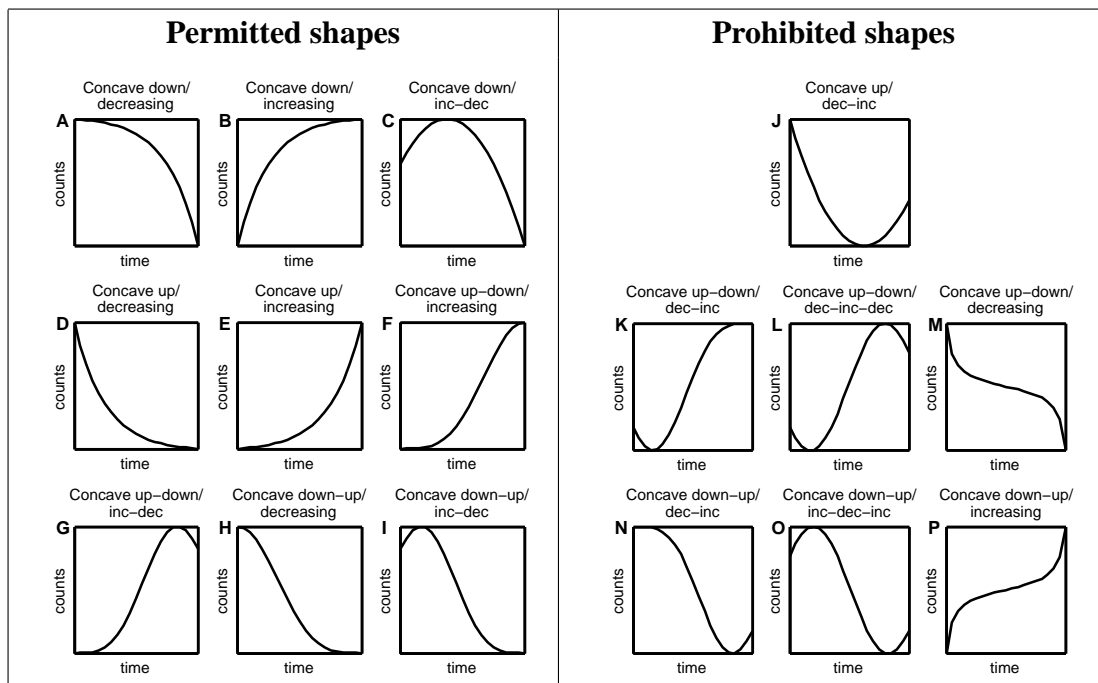 Permitted shapes
Prohibited shapes
Concave down/
decreasing
A
counts
time
Concave down/
increasing
B
time
Concave down/
inc−dec
C
counts
time
Concave up/
dec−inc
J
counts
time
Concave up/
decreasing
D
counts
time
Concave up/
increasing
E
counts
time
Concave up−down/
increasing
F
counts
time
Concave up−down/
dec−inc
K
counts
time
Concave up−down/
dec−inc−dec
L
counts
time
Concave up−down/
decreasing
M
counts
time
Concave up−down/
inc−dec
G
counts
time
Concave down−up/
decreasing
H
counts
time
Concave down−up/
inc−dec
I
counts
time
Concave down−up/
dec−inc
N
counts
time
Concave down−up/
inc−dec−inc
O
counts
time
Concave down−up/
increasing
P
counts
time